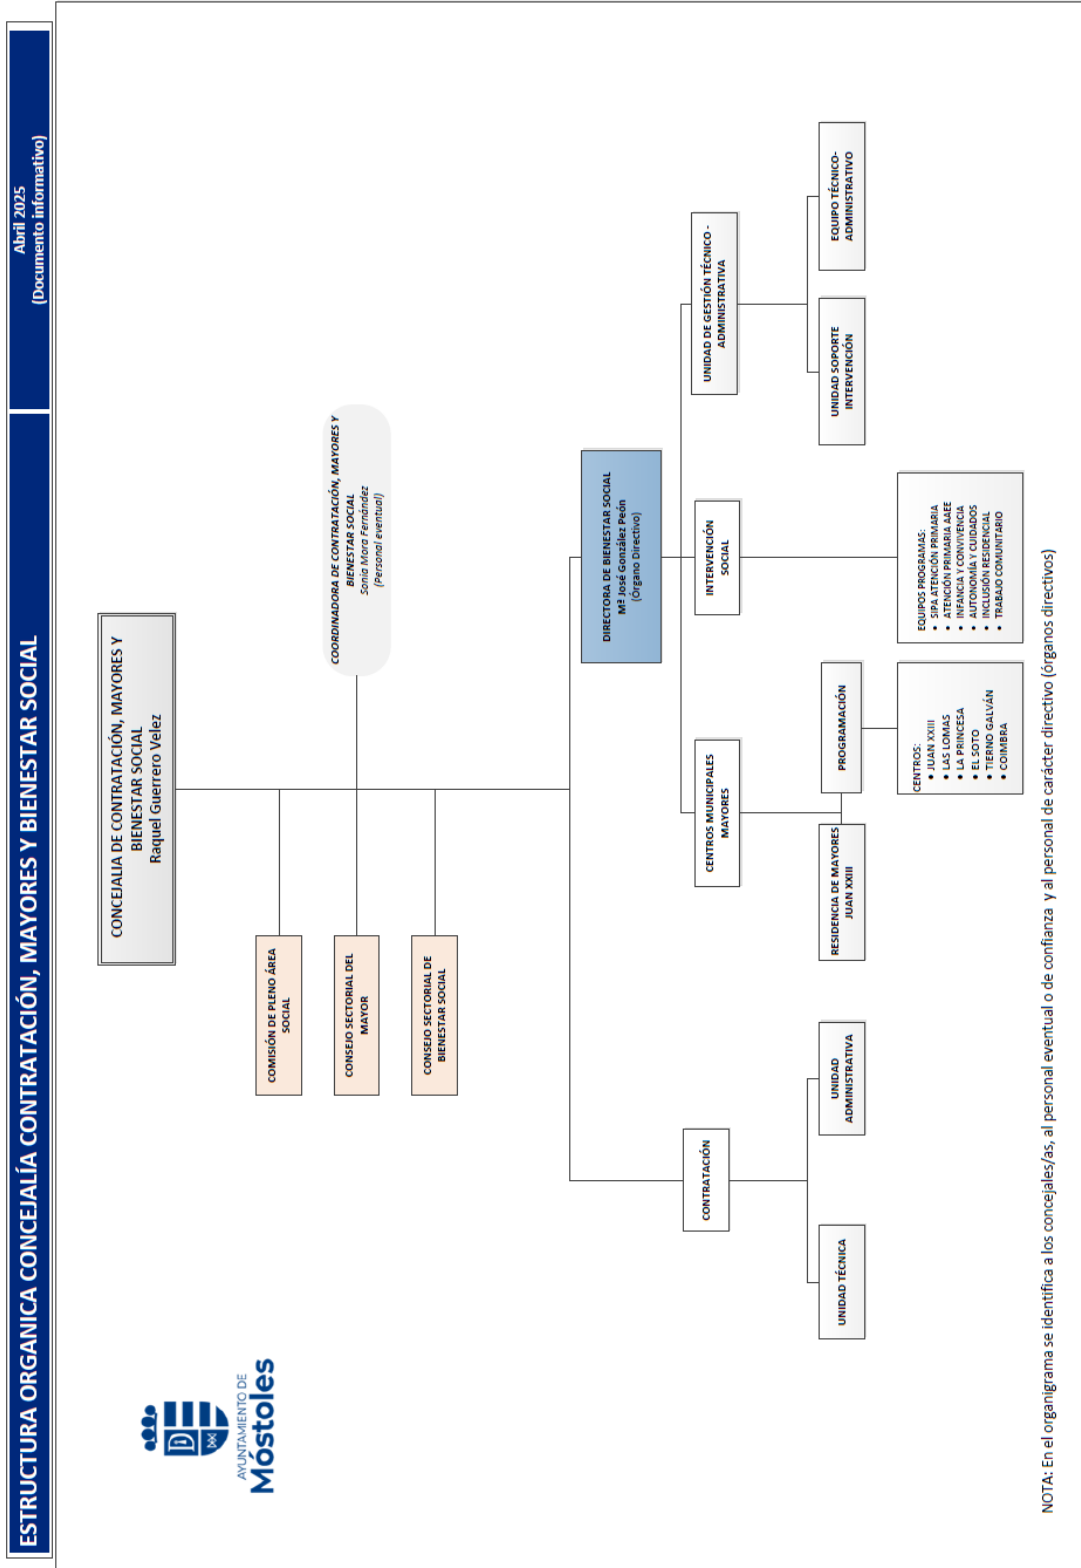 ESTRUCTURA ORGANICA CONCEJALÍA CONTRATACIÓN, MAYORES Y BIENESTAR SOCIAL
Abril 2025
(Documento informativo)
AYUNTAMIENTO DE
Móstoles
CONCEJALIA DE CONTRATACIÓN, MAYORES Y
BIENESTAR SOCIAL
Raquel Guerrero Velez
COMISIÓN DE PLENO ÁREA
SOCIAL
CONSEJO SECTORIAL DEL
MAYOR
CONSEJO SECTORIAL DE
BIENESTAR SOCIAL
COORDINADORA DE CONTRATACIÓN, MAYORES Y
BIENESTAR SOCIAL
Sonia Mora Fernández
(Personal eventual)
DIRECTORA DE BIENESTAR SOCIAL
Mª José González Peón
(Órgano Directivo)
CONTRATACIÓN
CENTROS MUNICIPALES
MAYORES
INTERVENCIÓN
SOCIAL
UNIDAD DE GESTIÓN TÉCNICO -
ADMINISTRATIVA
UNIDAD TÉCNICA
UNIDAD
ADMINISTRATIVA
RESIDENCIA DE MAYORES
JUAN XXIII
PROGRAMACIÓN
UNIDAD SOPORTE
INTERVENCIÓN
EQUIPO TÉCNICO-
ADMINISTRATIVO
CENTROS:
• JUAN XXIII
• LAS LOMAS
• LA PRINCESA
• EL SOTO
• TIERNO GALVÁN
• COIMBRA
EQUIPOS PROGRAMAS:
• SIPA ATENCIÓN PRIMARIA
• ATENCIÓN PRIMARIA AAEE
• INFANCIA Y CONVIVENCIA
• AUTONOMÍA Y CUIDADOS
• INCLUSIÓN RESIDENCIAL
• TRABAJO COMUNITARIO
NOTA: En el organigrama se identifica a los concejales/as, al personal eventual o de confianza y al personal de carácter directivo (órganos directivos)